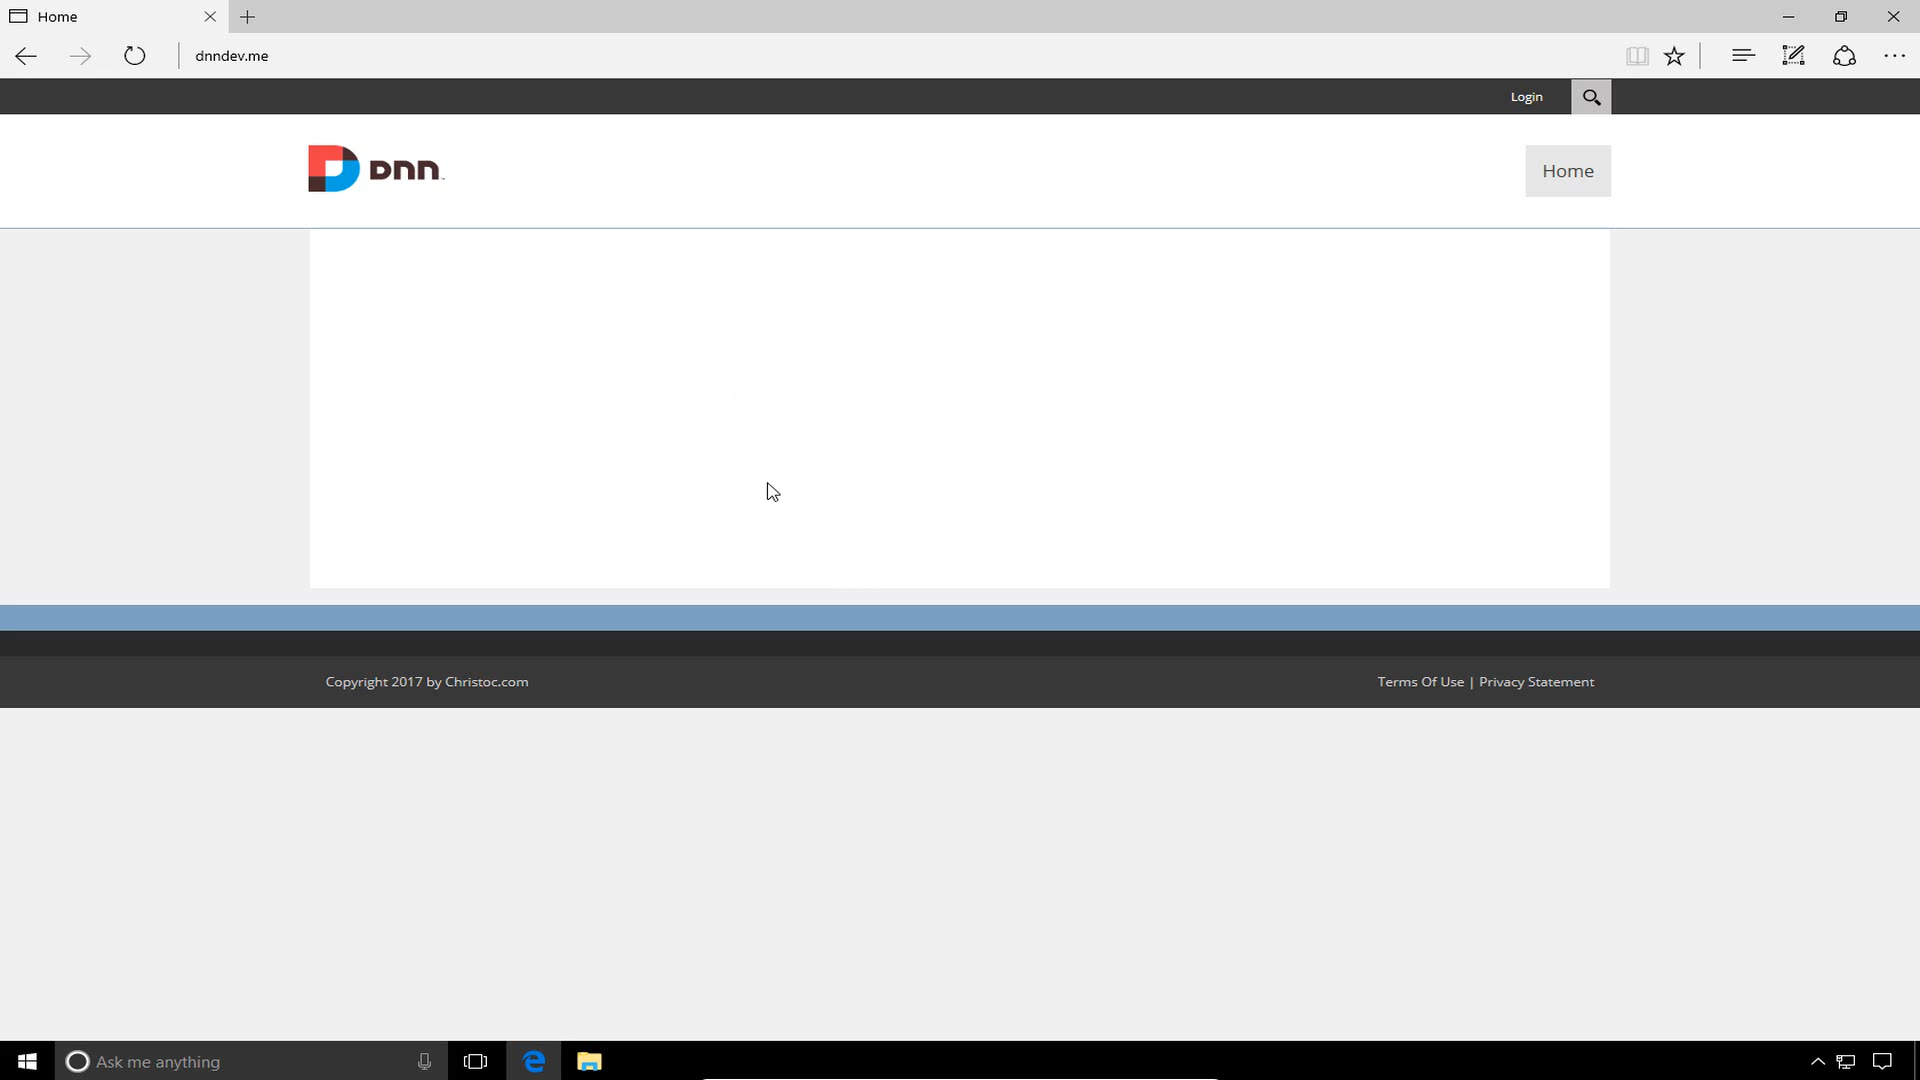 Home
dnndev.me
Login
DNN
Home
Copyright 2017 by Christoc.com
Terms Of Use | Privacy Statement
Ask me anything